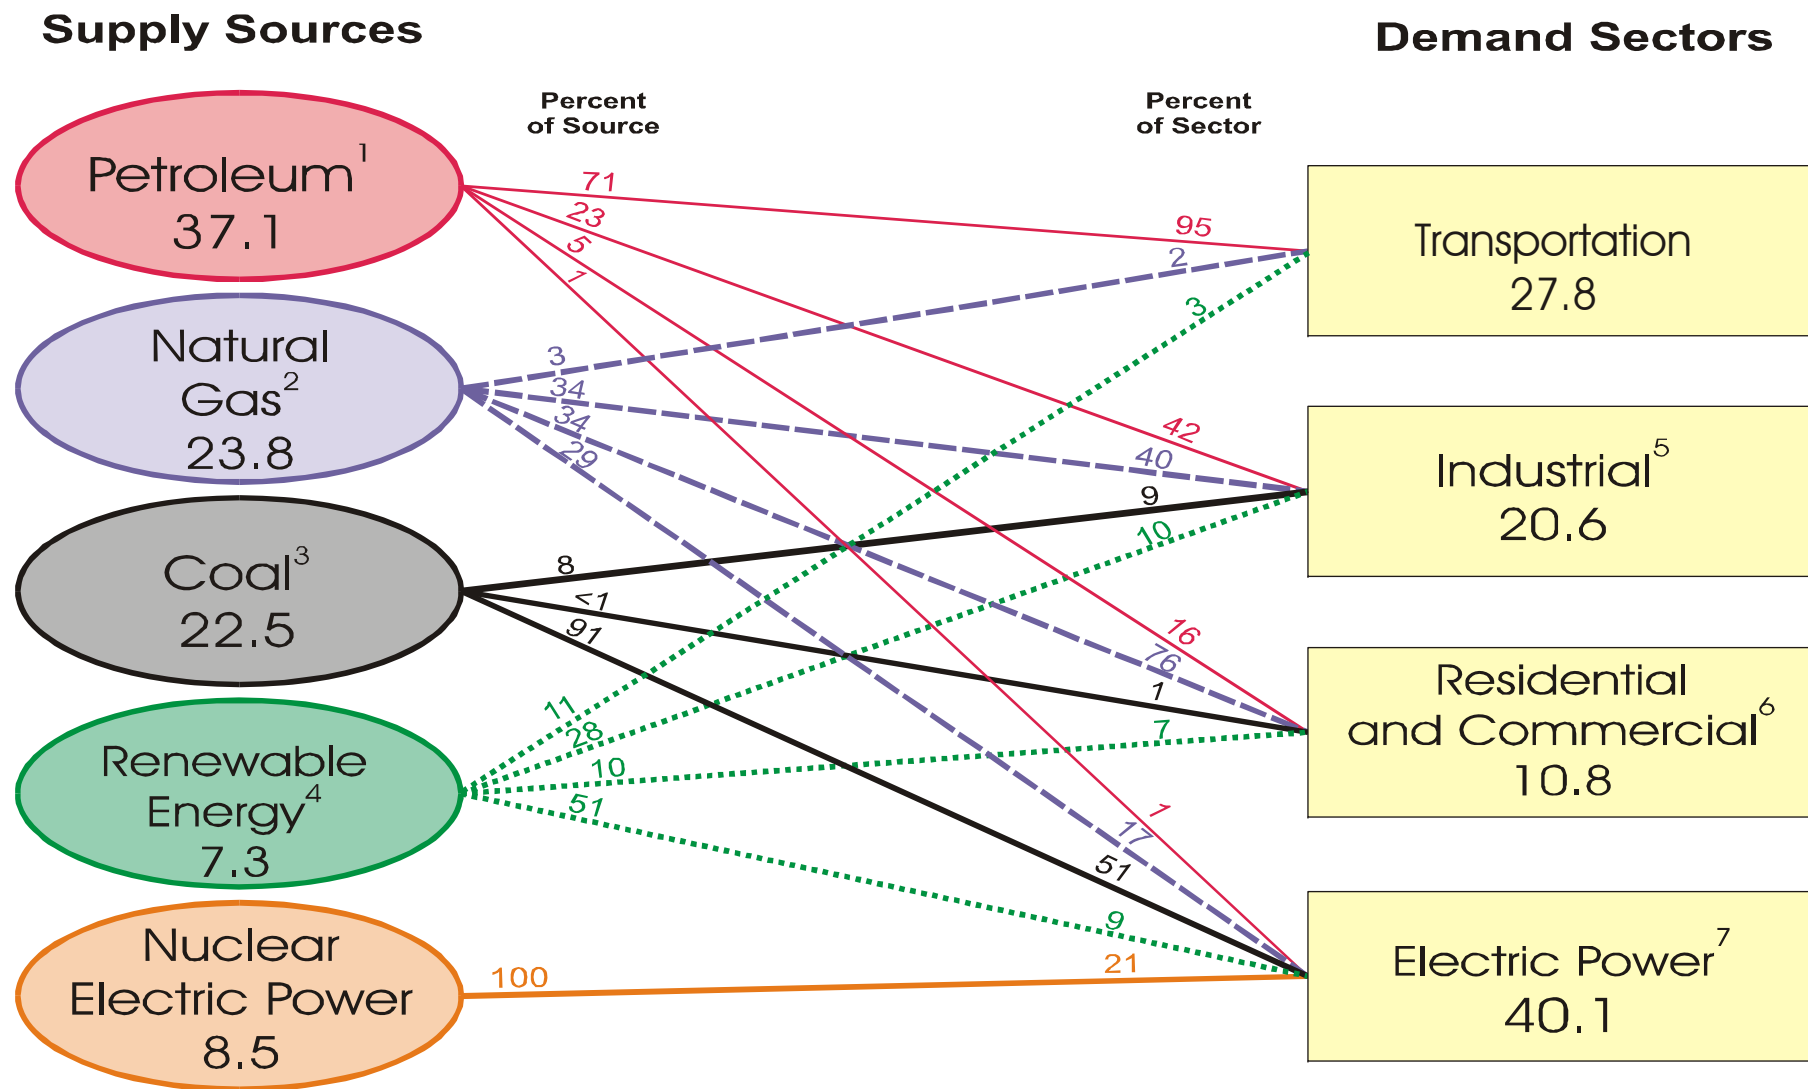 Supply Sources
Demand Sectors
Percent
of Source
Percent
of Sector
Petroleum1
37.1
Natural
Gas2
23.8
Coal3
22.5
Renewable
Energy4
7.3
Nuclear
Electric Power
8.5
71
23
5
1
3
34
34
29
8
<1
91
11
28
10
51
100
95
2
3
42
40
9
10
16
76
1
7
1
17
51
9
21
Transportation
27.8
Industrial5
20.6
Residential
and Commercial6
10.8
Electric Power7
40.1